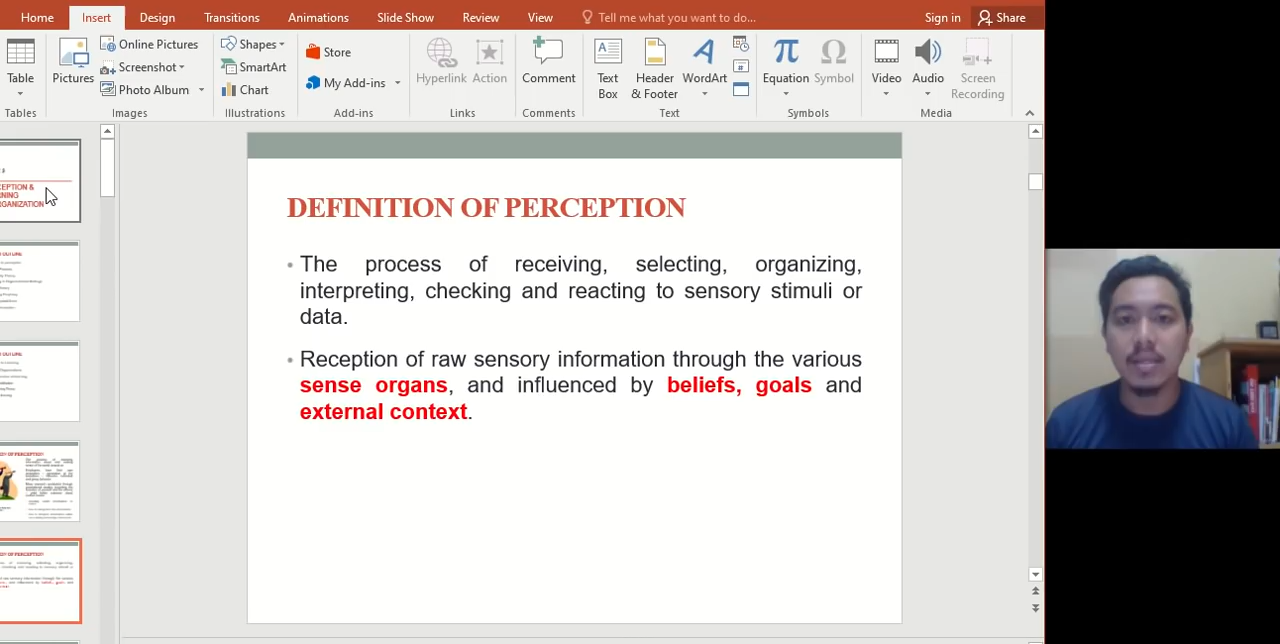 Home Insert Design Transitions Animations Slide Show Review View Tell me what you want to do... Sign in Share
Table
Pictures
Online Pictures
Screenshot
Photo Album
Shapes
SmartArt
Chart
Store
My Add-ins
Hyperlink
Action
Comment
Text
Box
Header
& Footer
WordArt
Equation
Symbol
Video
Audio
Screen
Recording
Tables Images Illustrations Add-ins Links Comments Text Symbols Media
DEFINITION OF PERCEPTION
• The process of receiving, selecting, organizing,
interpreting, checking and reacting to sensory stimuli or
data.
• Reception of raw sensory information through the various
sense organs, and influenced by beliefs, goals and
external context.